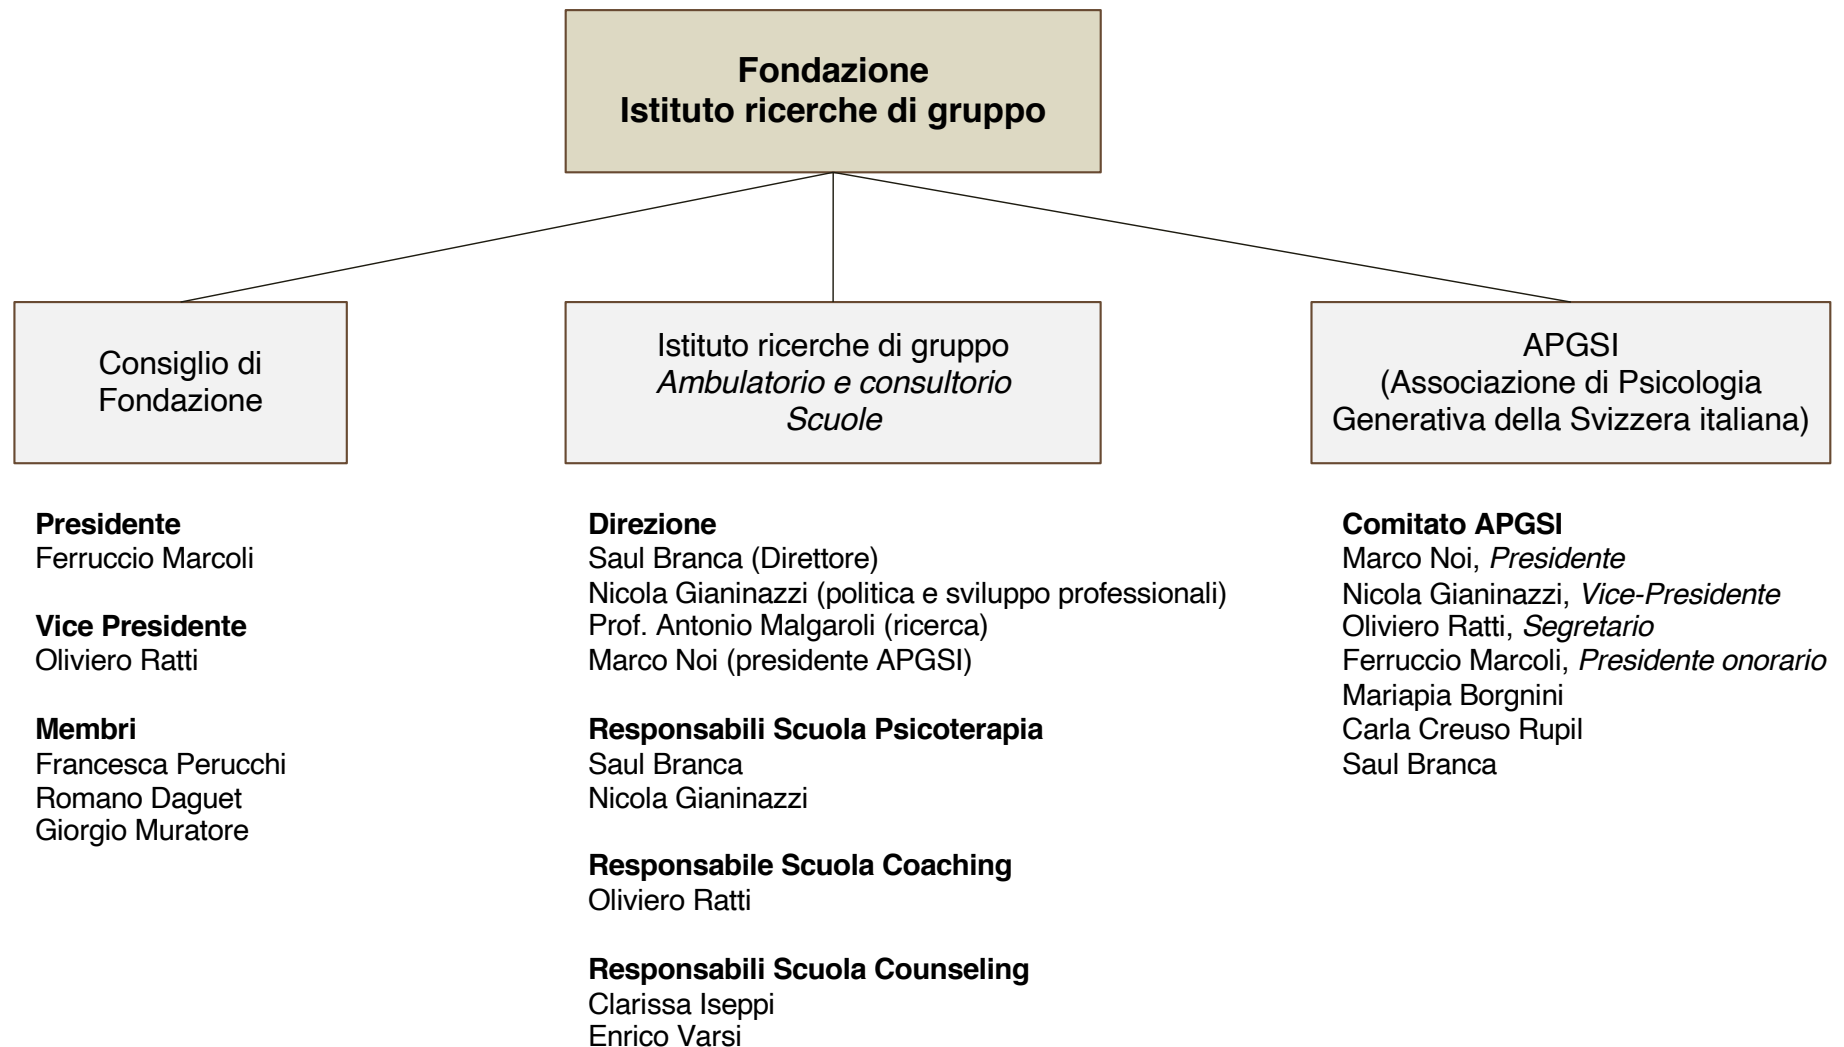 Fondazione
Istituto ricerche di gruppo
Consiglio di
Fondazione
Istituto ricerche di gruppo
Ambulatorio e consultorio
Scuole
APGSI
(Associazione di Psicologia
Generativa della Svizzera italiana)
Presidente
Ferruccio Marcoli
Vice Presidente
Oliviero Ratti
Membri
Francesca Perucchi
Romano Daguet
Giorgio Muratore
Direzione
Saul Branca (Direttore)
Nicola Gianinazzi (politica e sviluppo professionali)
Prof. Antonio Malgaroli (ricerca)
Marco Noi (presidente APGSI)
Responsabili Scuola Psicoterapia
Saul Branca
Nicola Gianinazzi
Responsabile Scuola Coaching
Oliviero Ratti
Responsabili Scuola Counseling
Clarissa Iseppi
Enrico Varsi
Comitato APGSI
Marco Noi, Presidente
Nicola Gianinazzi, Vice-Presidente
Oliviero Ratti, Segretario
Ferruccio Marcoli, Presidente onorario
Mariapia Borgnini
Carla Creuso Rupil
Saul Branca